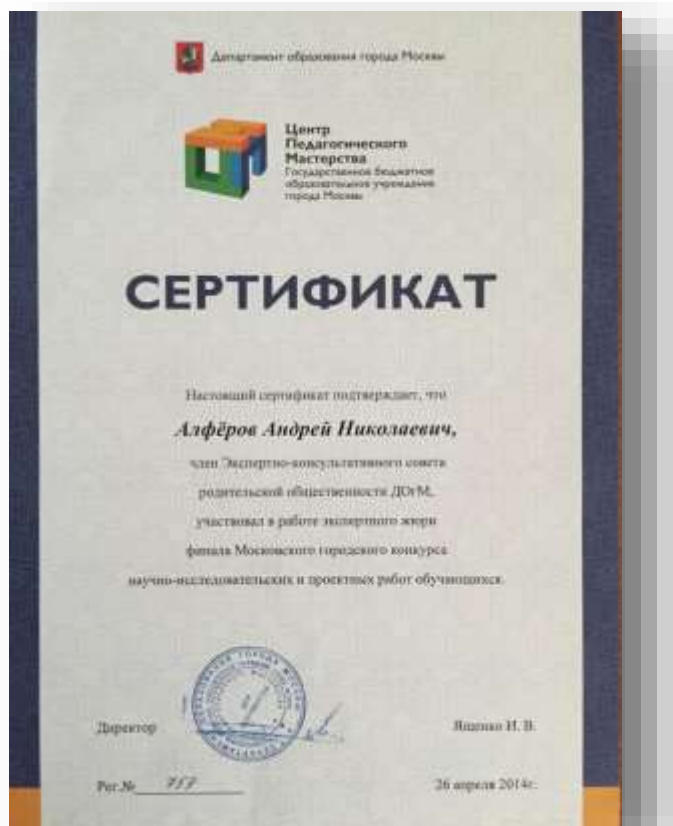 Департамент образования города Москвы
Центр
Педагогического
Мастерства
Государственное бюджетное
образовательное учреждение
города Москвы
СЕРТИФИКАТ
Настоящий сертификат подтверждает, что
Алфёров Андрей Николаевич,
член Экспертно-консультативного совета
родительской общественности ДОгМ,
участвовал в работе экспертного жюри
финала Московского городского конкурса
научно-исследовательских и проектных работ обучающихся.
Директор
Ященко И. В.
Рег.№
26 апреля 2014г.